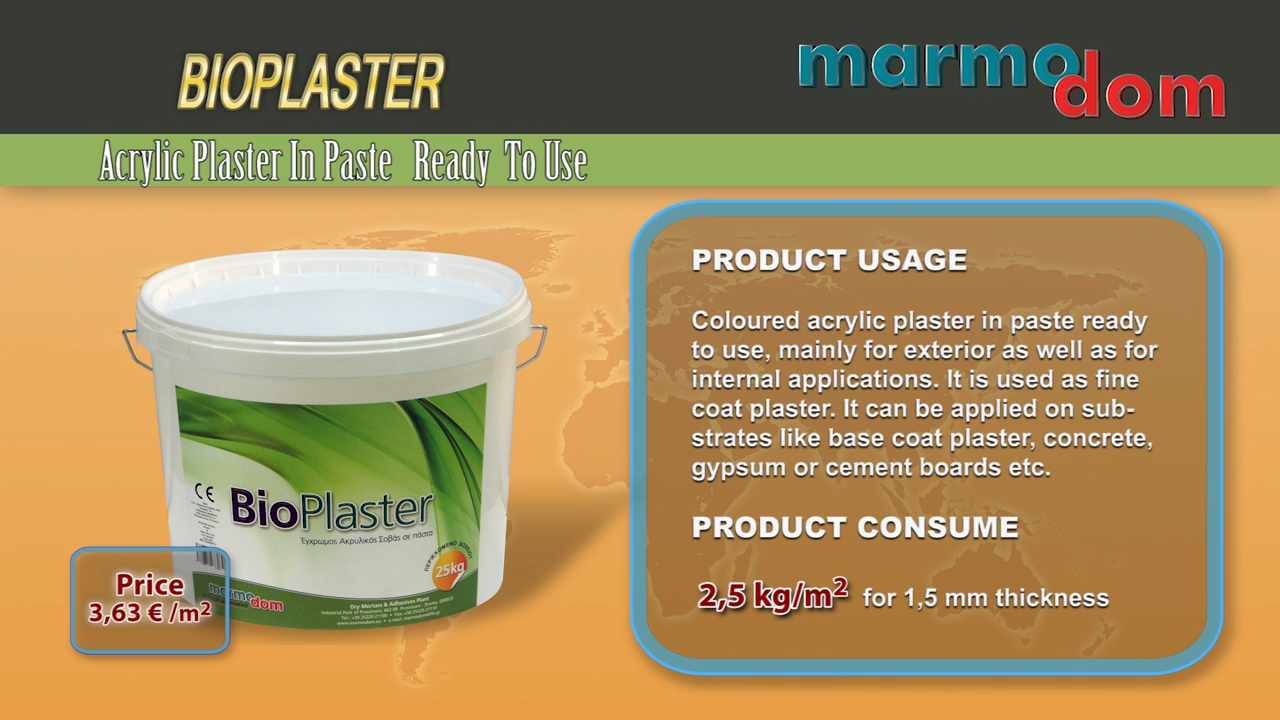 BIOPLASTER
marmodom
Acrylic Plaster In Paste Ready To Use
PRODUCT USAGE
Coloured acrylic plaster in paste ready
to use, mainly for exterior as well as for
internal applications. It is used as fine
coat plaster. It can be applied on sub-
strates like base coat plaster, concrete,
gypsum or cement boards etc.
PRODUCT CONSUME
2,5 kg/m² for 1,5 mm thickness
CE
BioPlaster
Έγχρωμος Ακρυλικός Σοβάς σε πάστα
ΠΕΡΙΕΧΟΜΕΝΟ ΔΟΧΕΙΟΥ
25kg
marmodom
Dry Mortars & Adhesives Plant
Price
3,63 € /m²